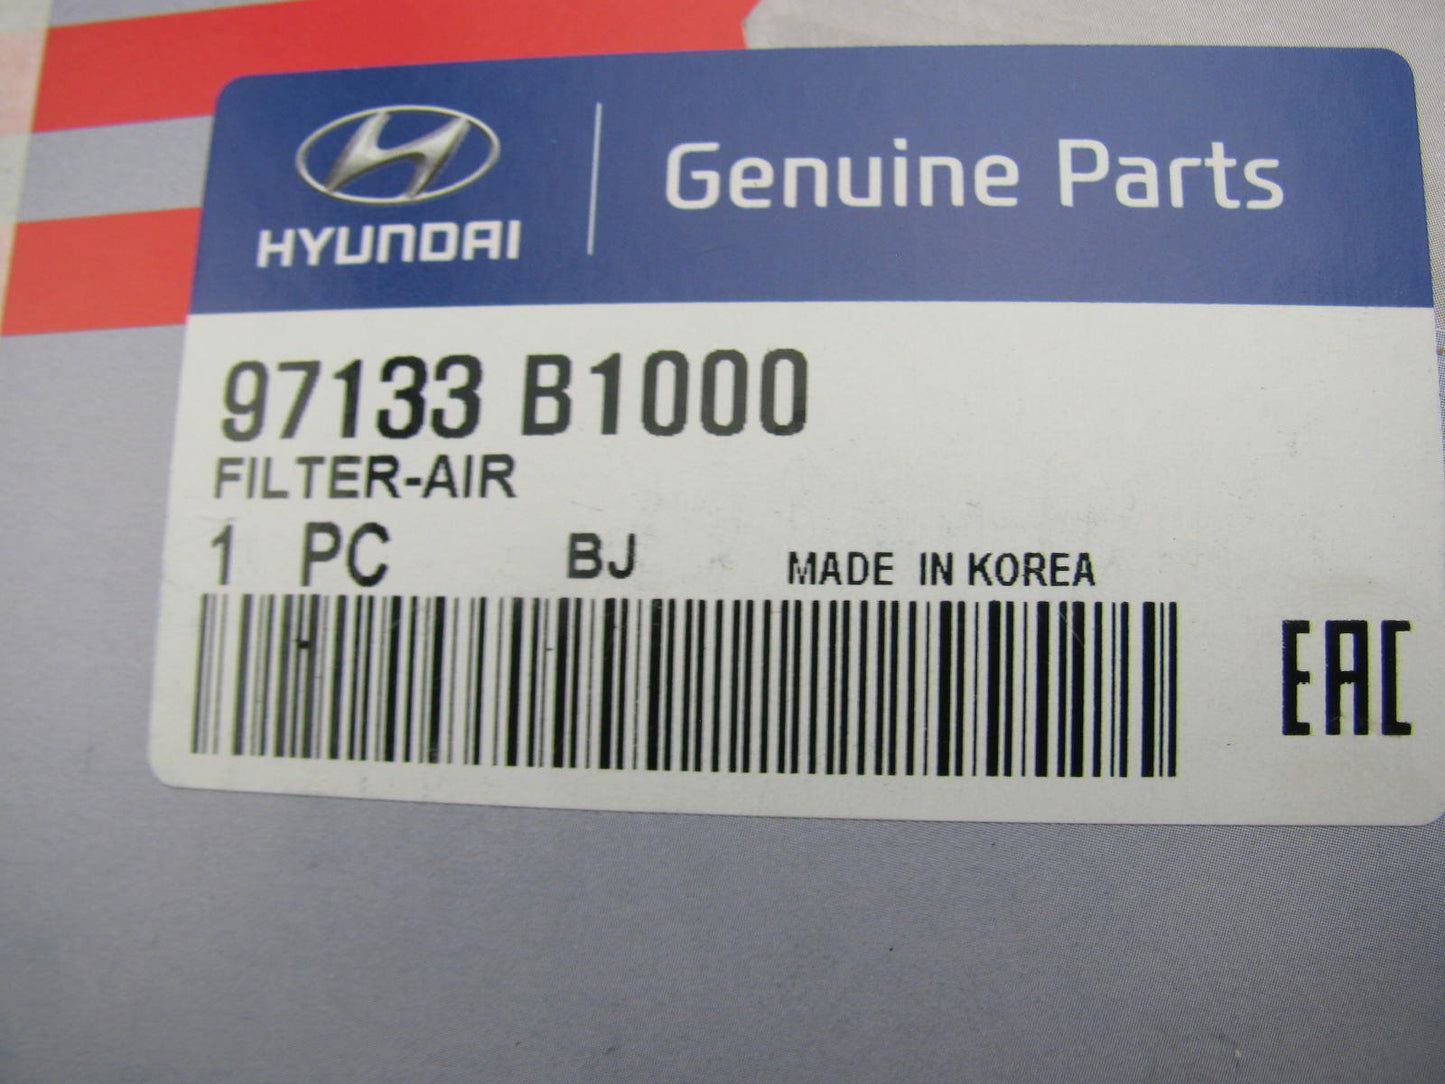 HYUNDAI
Genuine Parts
97133 B1000
FILTER-AIR
1 PC BJ MADE IN KOREA
EAC